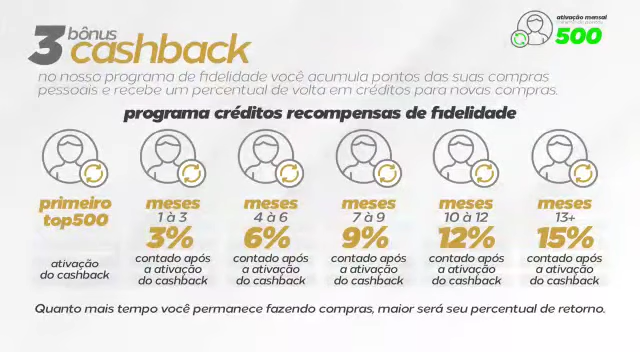 3 bônus
cashback
ativação mensal
500
no nosso programa de fidelidade você acumula pontos das suas compras
pessoais e recebe um percentual de volta em créditos para novas compras.
programa créditos recompensas de fidelidade
primeiro
top500
ativação
do cashback
meses
1 à 3
3%
contado após
a ativação
do cashback
meses
4 à 6
6%
contado após
a ativação
do cashback
meses
7 à 9
9%
contado após
a ativação
do cashback
meses
10 à 12
12%
contado após
a ativação
do cashback
meses
13+
15%
contado após
a ativação
do cashback
Quanto mais tempo você permanece fazendo compras, maior será seu percentual de retorno.